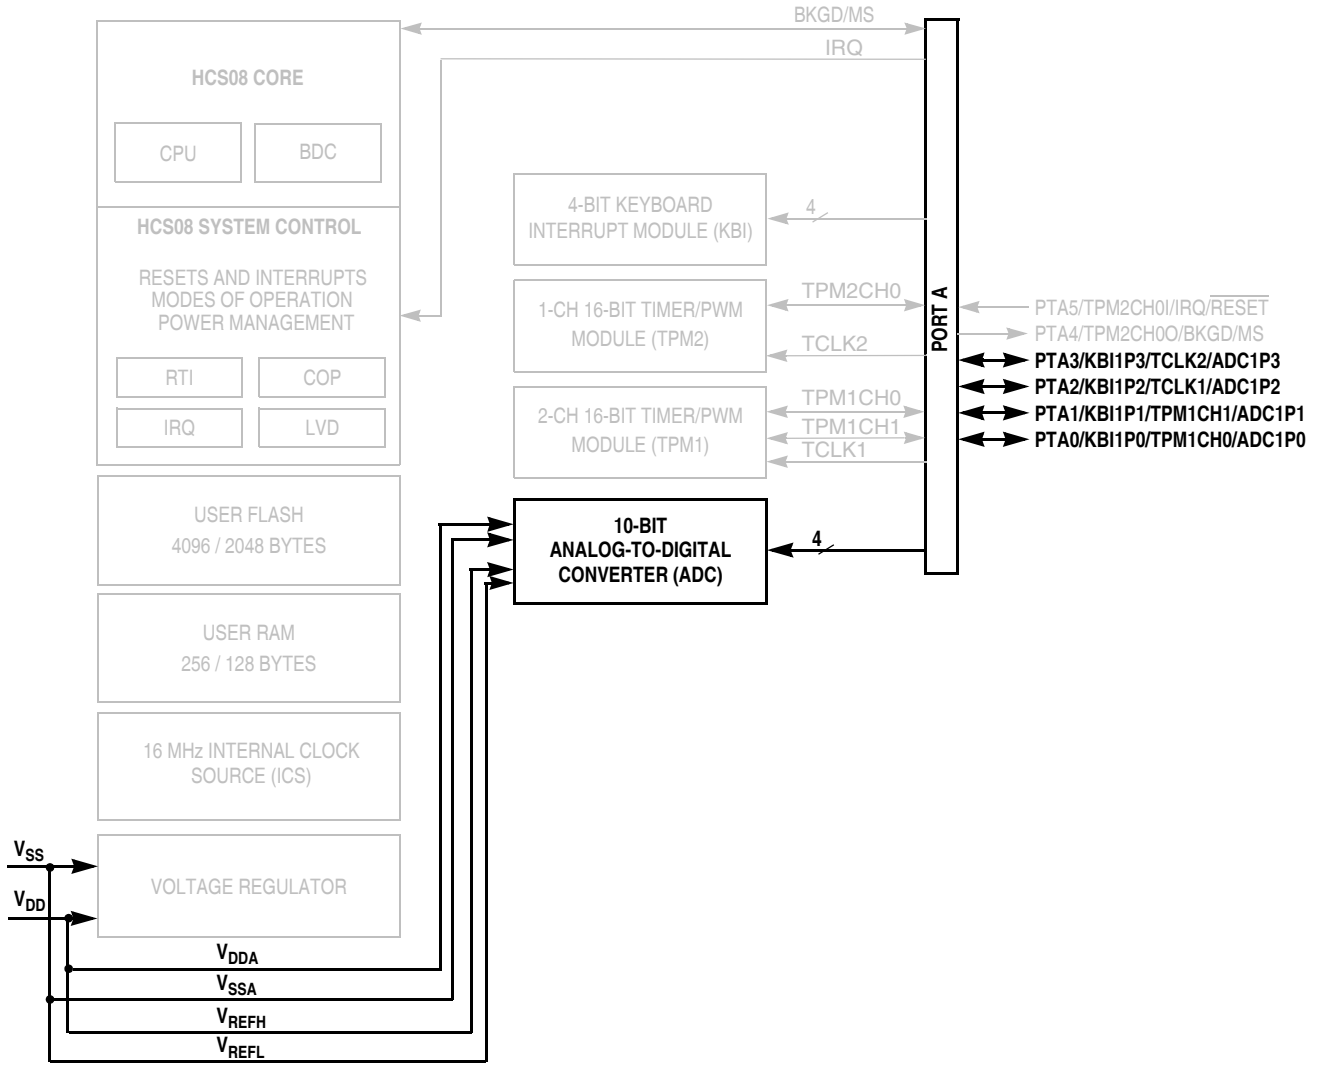 BKGD/MS
IRQ
HCS08 CORE
CPU
BDC
HCS08 SYSTEM CONTROL
RESETS AND INTERRUPTS
MODES OF OPERATION
POWER MANAGEMENT
RTI
COP
IRQ
LVD
USER FLASH
4096 / 2048 BYTES
USER RAM
256 / 128 BYTES
16 MHz INTERNAL CLOCK
SOURCE (ICS)
VOLTAGE REGULATOR
VSS
VDD
VDDA
VSSA
VREFH
VREFL
4-BIT KEYBOARD
INTERRUPT MODULE (KBI)
4
1-CH 16-BIT TIMER/PWM
MODULE (TPM2)
TPM2CH0
TCLK2
2-CH 16-BIT TIMER/PWM
MODULE (TPM1)
TPM1CH0
TPM1CH1
TCLK1
10-BIT
ANALOG-TO-DIGITAL
CONVERTER (ADC)
4
PORT A
PTA5/TPM2CH0I/IRQ/RESET
PTA4/TPM2CH0O/BKGD/MS
PTA3/KBI1P3/TCLK2/ADC1P3
PTA2/KBI1P2/TCLK1/ADC1P2
PTA1/KBI1P1/TPM1CH1/ADC1P1
PTA0/KBI1P0/TPM1CH0/ADC1P0